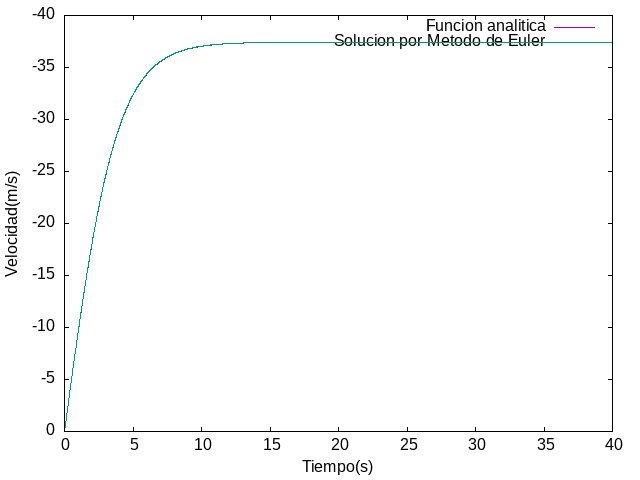 -40
-35
-30
-25
-20
-15
-10
-5
0
0 5 10 15 20 25 30 35 40
Velocidad(m/s)
Tiempo(s)
Funcion analitica
Solucion por Metodo de Euler